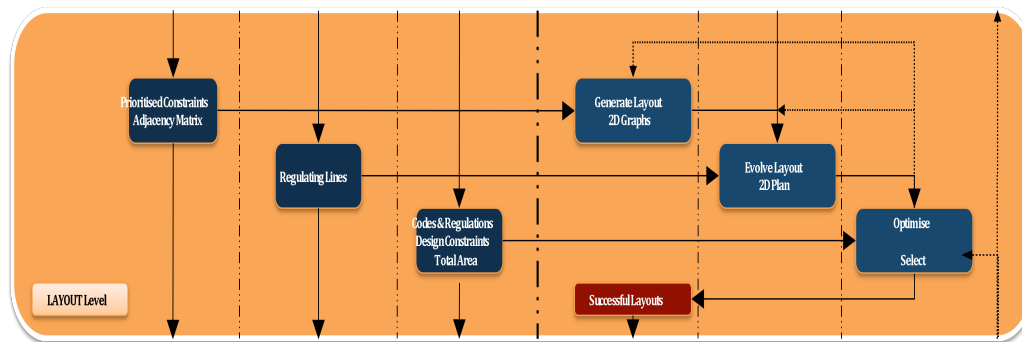 Prioritised Constraints
Adjacency Matrix
Generate Layout
2D Graphs
Regulating Lines
Evolve Layout
2D Plan
Codes & Regulations
Design Constraints
Total Area
Optimise
Select
LAYOUT Level
Successful Layouts